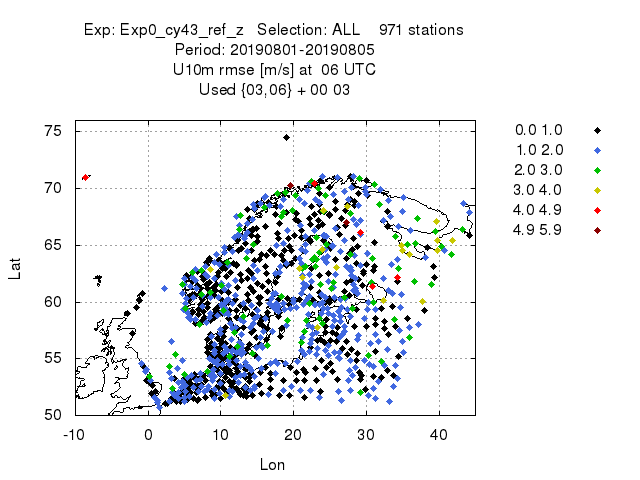 Exp: Exp0_cy43_ref_z Selection: ALL 971 stations
Period: 20190801-20190805
U10m rmse [m/s] at 06 UTC
Used {03,06} + 00 03
75
70
65
60
55
50
Lat
-10 0 10 20 30 40
Lon
0.0 1.0
1.0 2.0
2.0 3.0
3.0 4.0
4.0 4.9
4.9 5.9